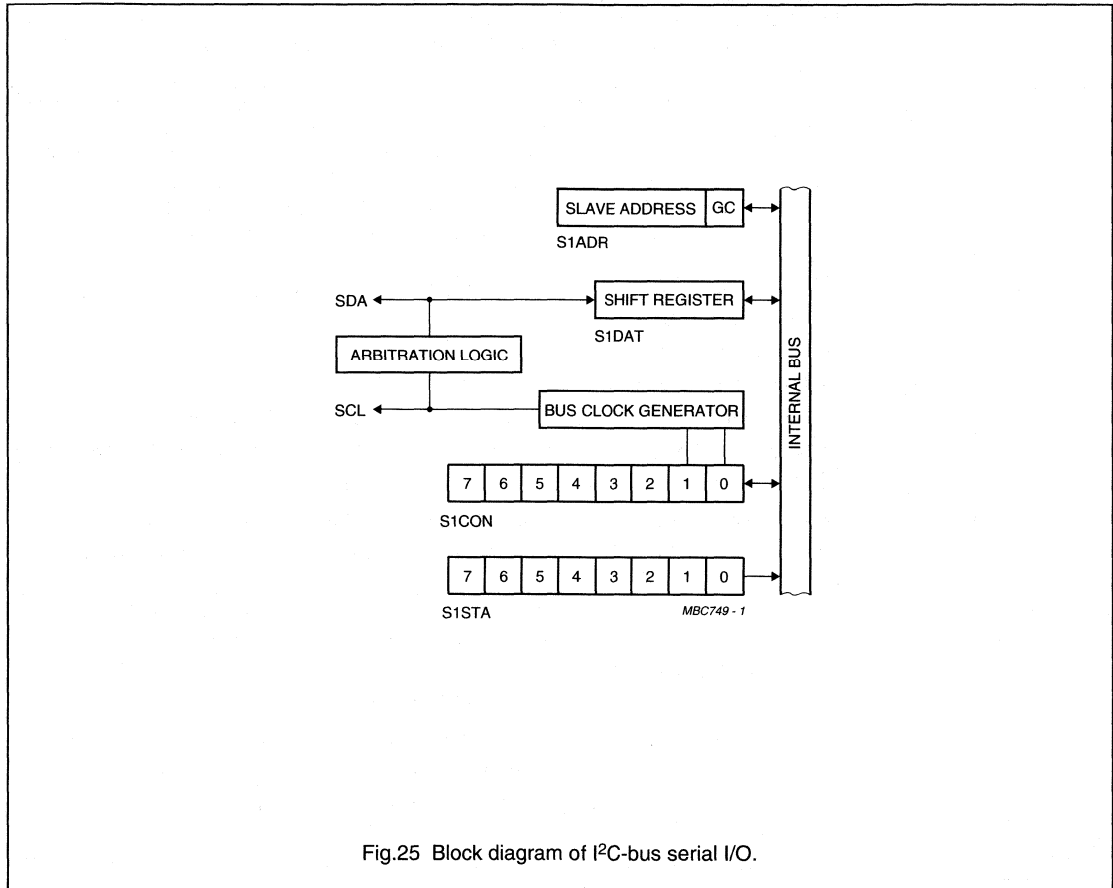 SLAVE ADDRESS GC
S1ADR
SDA SHIFT REGISTER
S1DAT
ARBITRATION LOGIC
SCL BUS CLOCK GENERATOR
INTERNAL BUS
7 6 5 4 3 2 1 0
S1CON
7 6 5 4 3 2 1 0
S1STA
MBC749 - 1
Fig.25 Block diagram of I²C-bus serial I/O.